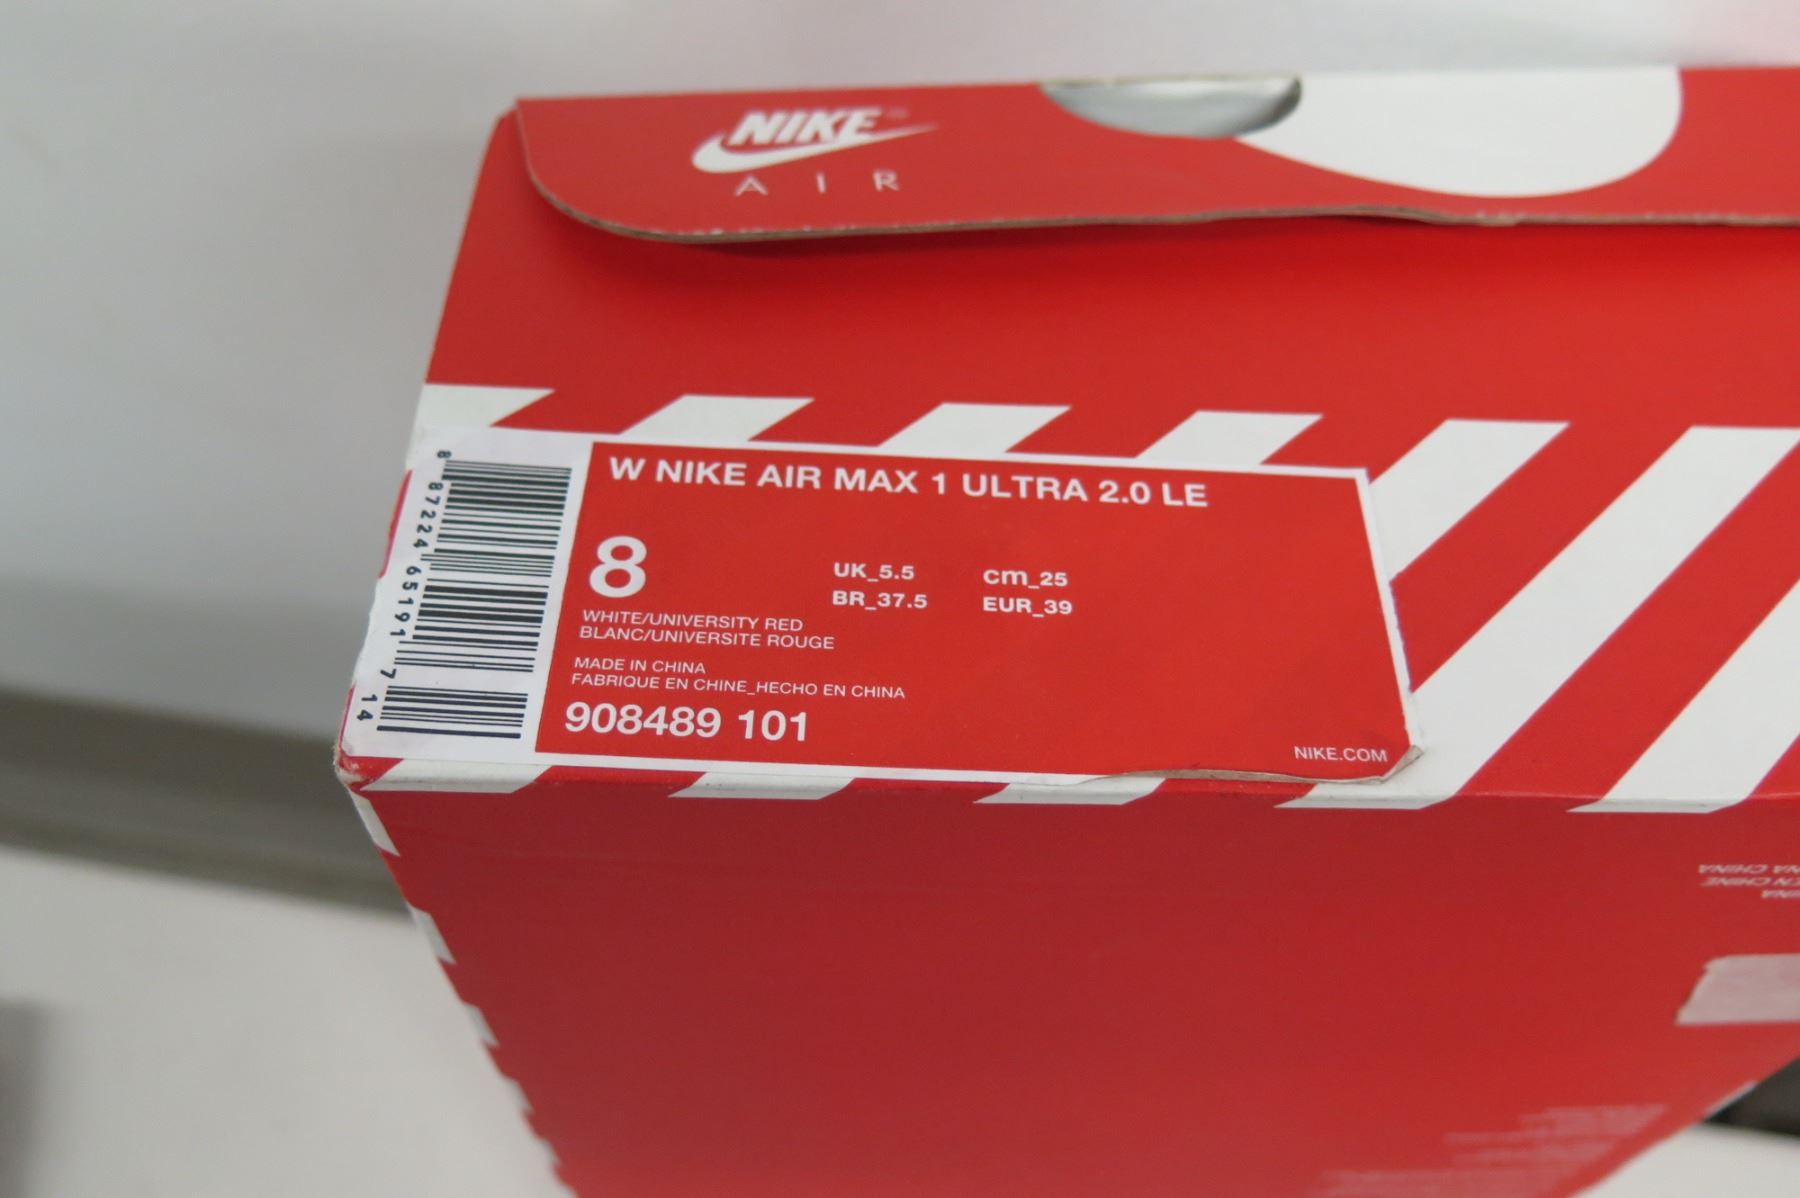 NIKE
AIR
W NIKE AIR MAX 1 ULTRA 2.0 LE
8
UK_5.5 cm_25
BR_37.5 EUR_39
WHITE/UNIVERSITY RED
BLANC/UNIVERSITE ROUGE
MADE IN CHINA
FABRIQUE EN CHINE_HECHO EN CHINA
908489 101
NIKE.COM
8 87224 65191 7 14